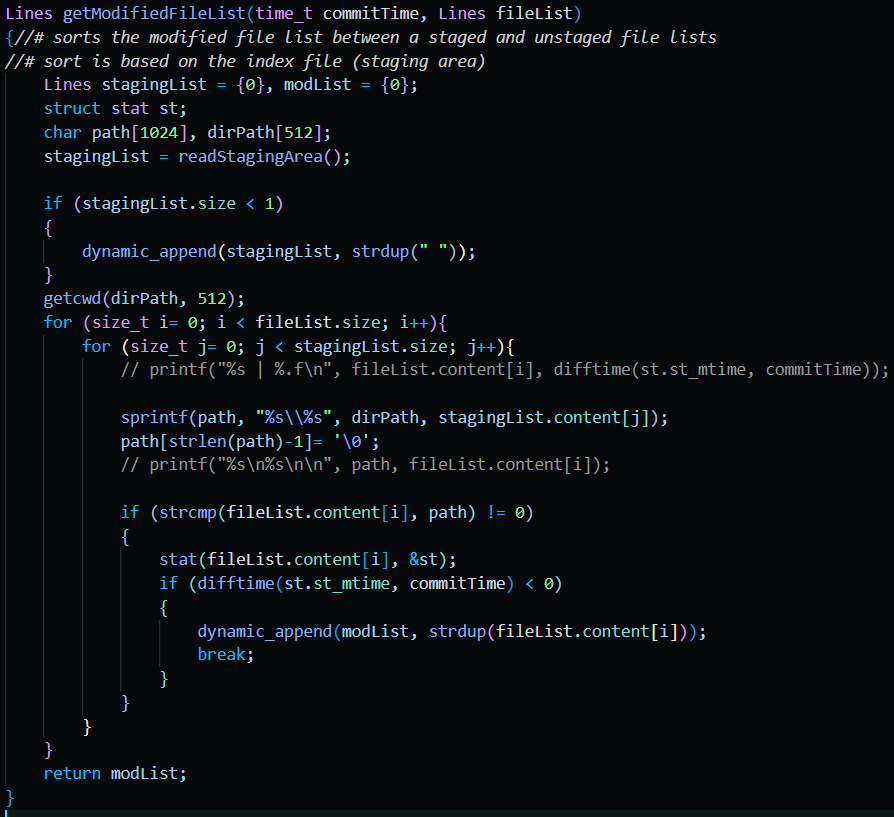 Lines getModifiedFileList(time_t commitTime, Lines fileList)
{//# sorts the modified file list between a staged and unstaged file lists
//# sort is based on the index file (staging area)
    Lines stagingList = {0}, modList = {0};
    struct stat st;
    char path[1024], dirPath[512];
    stagingList = readStagingArea();

    if (stagingList.size < 1)
    {
        dynamic_append(stagingList, strdup(" "));
    }
    getcwd(dirPath, 512);
    for (size_t i= 0; i < fileList.size; i++){
        for (size_t j= 0; j < stagingList.size; j++){
            // printf("%s | %.f\n", fileList.content[i], difftime(st.st_mtime, commitTime));

            sprintf(path, "%s\\%s", dirPath, stagingList.content[j]);
            path[strlen(path)-1]= '\0';
            // printf("%s\n%s\n\n", path, fileList.content[i]);

            if (strcmp(fileList.content[i], path) != 0)
            {
                stat(fileList.content[i], &st);
                if (difftime(st.st_mtime, commitTime) < 0)
                {
                    dynamic_append(modList, strdup(fileList.content[i]));
                    break;
                }
            }
        }
    }
    return modList;
}